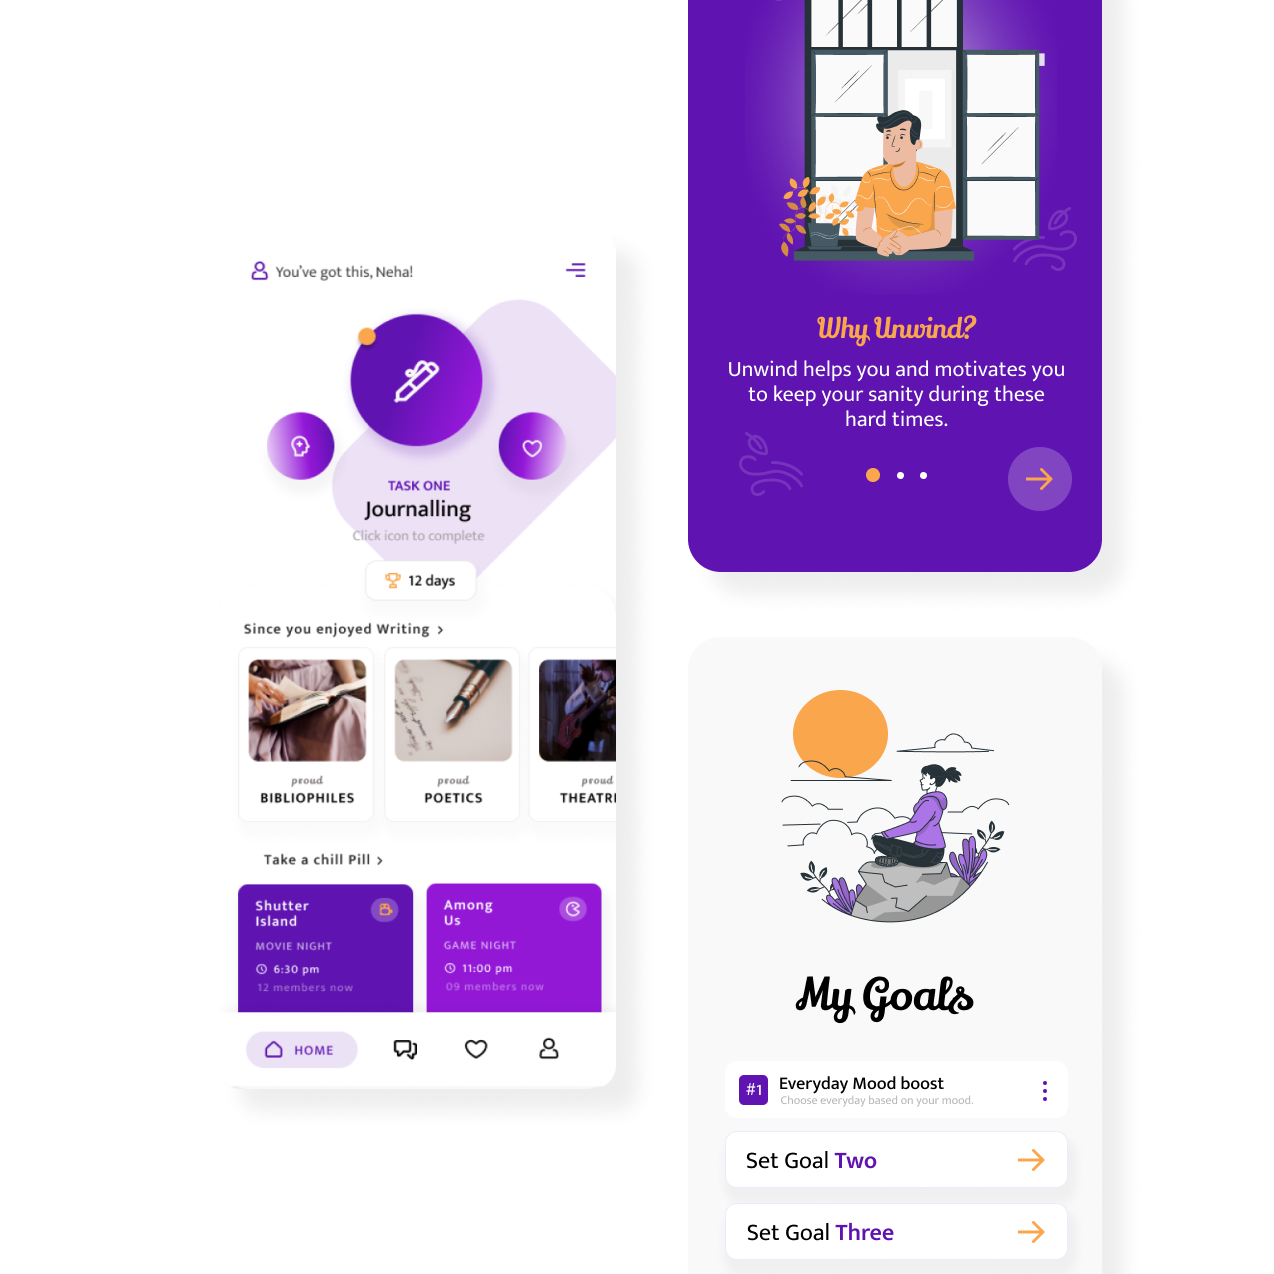 You've got this, Neha!
TASK ONE
Journalling
Click icon to complete
12 days
Since you enjoyed Writing >
proud
BIBLIOPHILES
proud
POETICS
proud
THEATRI
Take a chill Pill >
Shutter
Island
MOVIE NIGHT
6:30 pm
12 members now
Among
Us
GAME NIGHT
11:00 pm
09 members now
HOME
Why Unwind?
Unwind helps you and motivates you
to keep your sanity during these
hard times.
My Goals
#1
Everyday Mood boost
Choose everyday based on your mood.
Set Goal Two
Set Goal Three